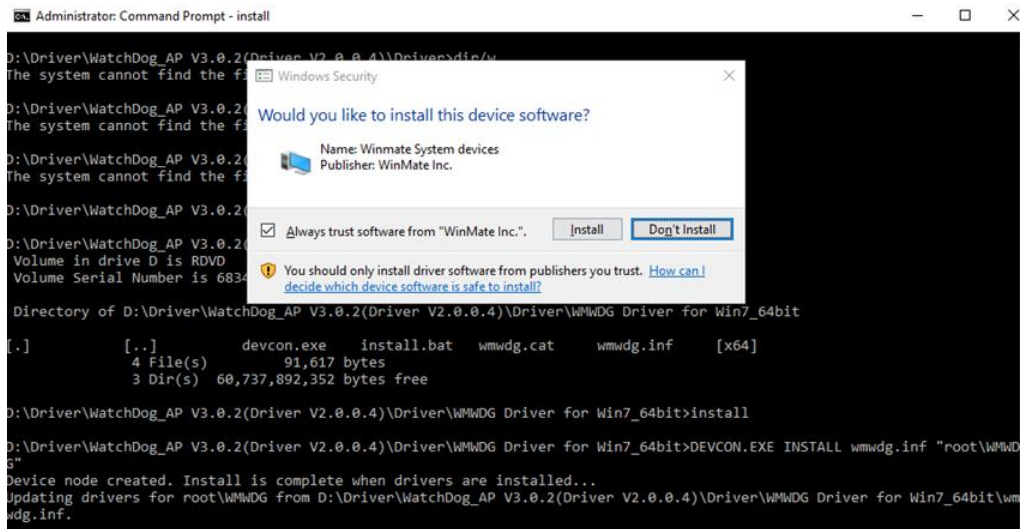 Administrator: Command Prompt - install
D:\Driver\WatchDog_AP V3.0.2(Driver V2.0.0.4)\Driver>dir/w
The system cannot find the fi
D:\Driver\WatchDog_AP V3.0.2(
The system cannot find the fi
D:\Driver\WatchDog_AP V3.0.2(
The system cannot find the fi
D:\Driver\WatchDog_AP V3.0.2(
D:\Driver\WatchDog_AP V3.0.2(
Volume in drive D is RDVD
Volume Serial Number is 6834
Windows Security
Would you like to install this device software?
Name: Winmate System devices
Publisher: WinMate Inc.
Always trust software from "WinMate Inc.".
Install
Don't Install
You should only install driver software from publishers you trust. How can I
decide which device software is safe to install?
Directory of D:\Driver\WatchDog_AP V3.0.2(Driver V2.0.0.4)\Driver\WMWDG Driver for Win7_64bit
[.] [..] devcon.exe install.bat wmwdg.cat wmwdg.inf [x64]
4 File(s) 91,617 bytes
3 Dir(s) 60,737,892,352 bytes free
D:\Driver\WatchDog_AP V3.0.2(Driver V2.0.0.4)\Driver\WMWDG Driver for Win7_64bit>install
D:\Driver\WatchDog_AP V3.0.2(Driver V2.0.0.4)\Driver\WMWDG Driver for Win7_64bit>DEVCON.EXE INSTALL wmwdg.inf "root\WMWD
G"
Device node created. Install is complete when drivers are installed...
Updating drivers for root\WMWDG from D:\Driver\WatchDog_AP V3.0.2(Driver V2.0.0.4)\Driver\WMWDG Driver for Win7_64bit\wm
wdg.inf.